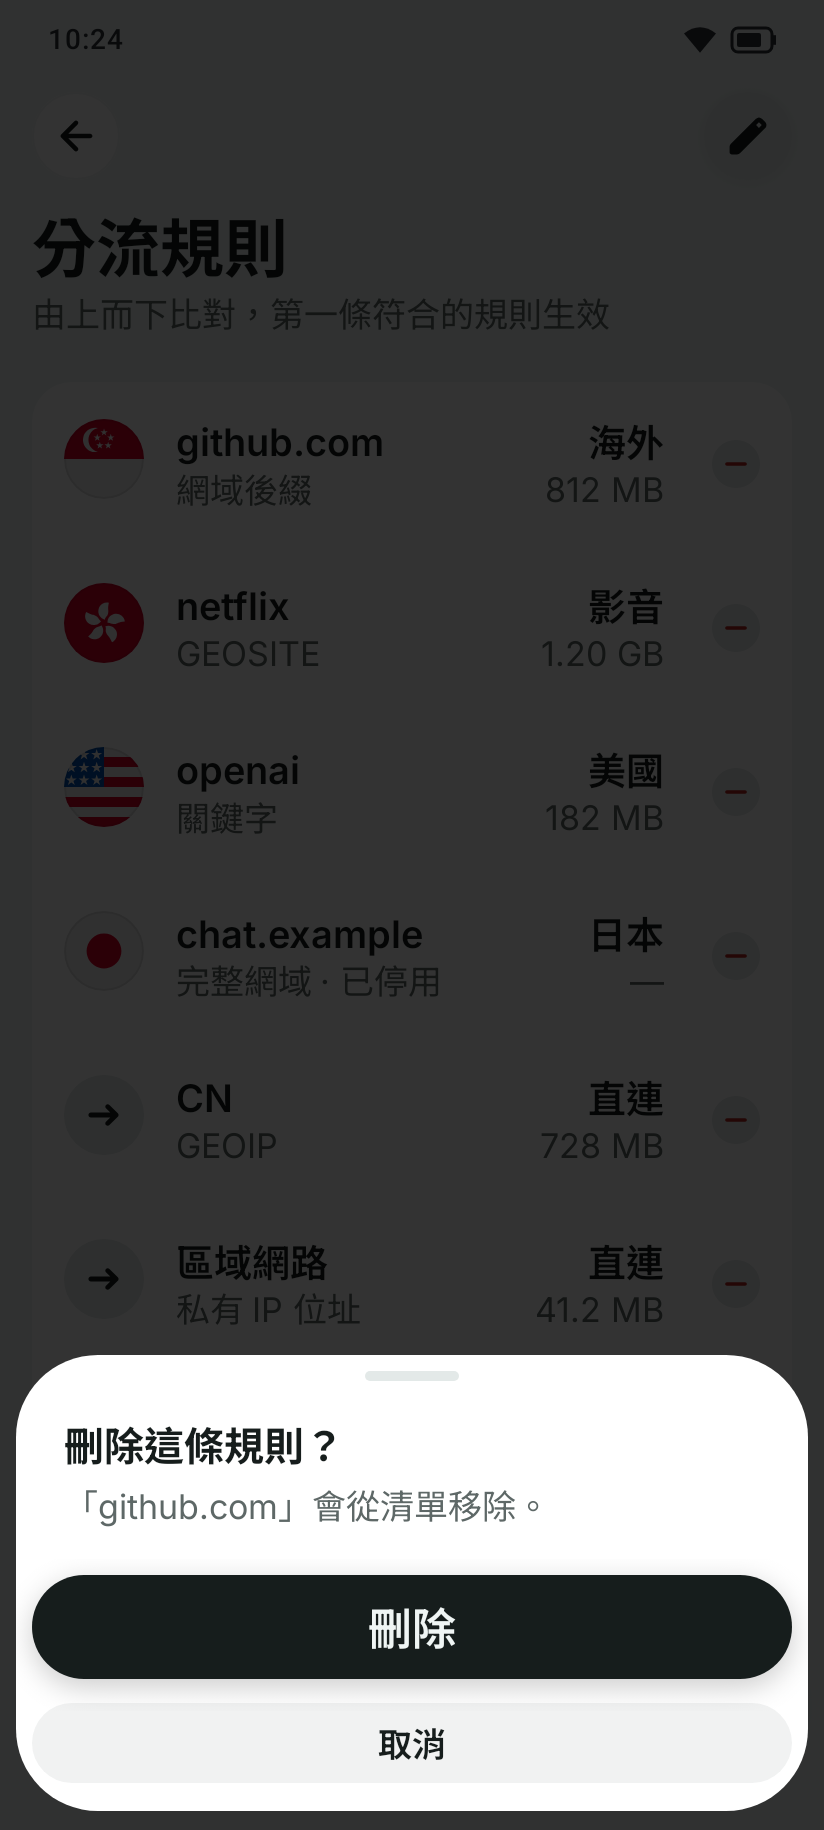 10:24
分流規則
由上而下比對，第一條符合的規則生效
github.com 海外
網域後綴 812 MB
netflix 影音
GEOSITE 1.20 GB
openai 美國
關鍵字 182 MB
chat.example 日本
完整網域 · 已停用 —
CN 直連
GEOIP 728 MB
區域網路 直連
私有 IP 位址 41.2 MB
刪除這條規則？
「github.com」會從清單移除。
刪除
取消